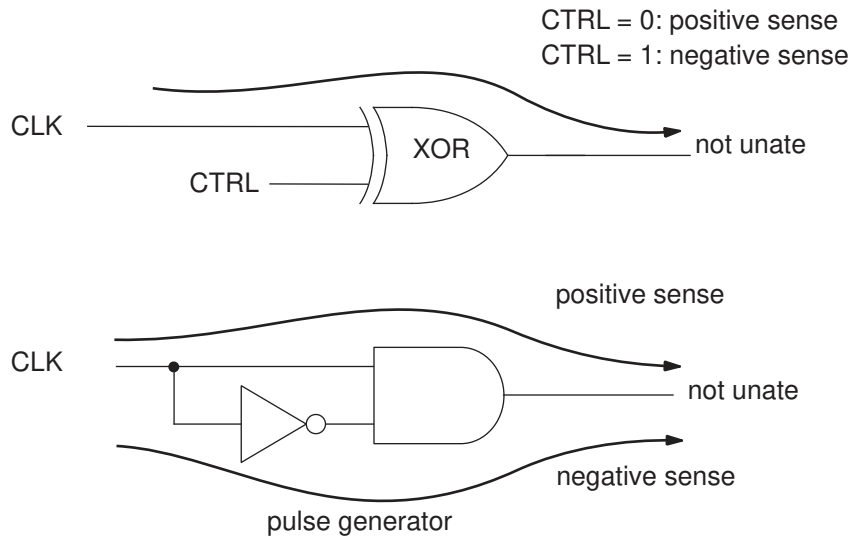 CTRL = 0: positive sense
CTRL = 1: negative sense
CLK
XOR
not unate
CTRL
positive sense
CLK
not unate
negative sense
pulse generator